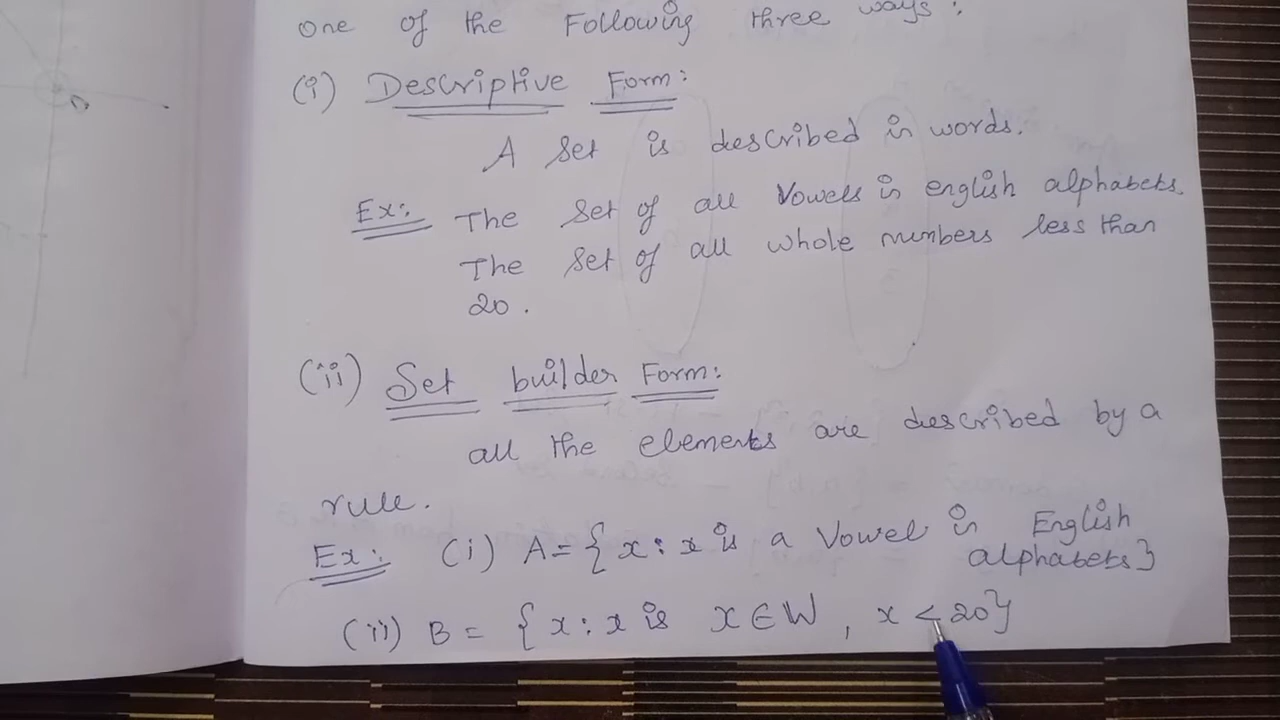 One of the Following three ways:
(i) Descriptive Form:
A set is described in words.
Ex: The set of all Vowels in english alphabets.
The set of all whole numbers less than
20.
(ii) Set builder Form:
all the elements are described by a
rule.
Ex: (i) A = {x : x is a Vowel in English
alphabets}
(ii) B = {x : x is x ∈ W, x < 20}